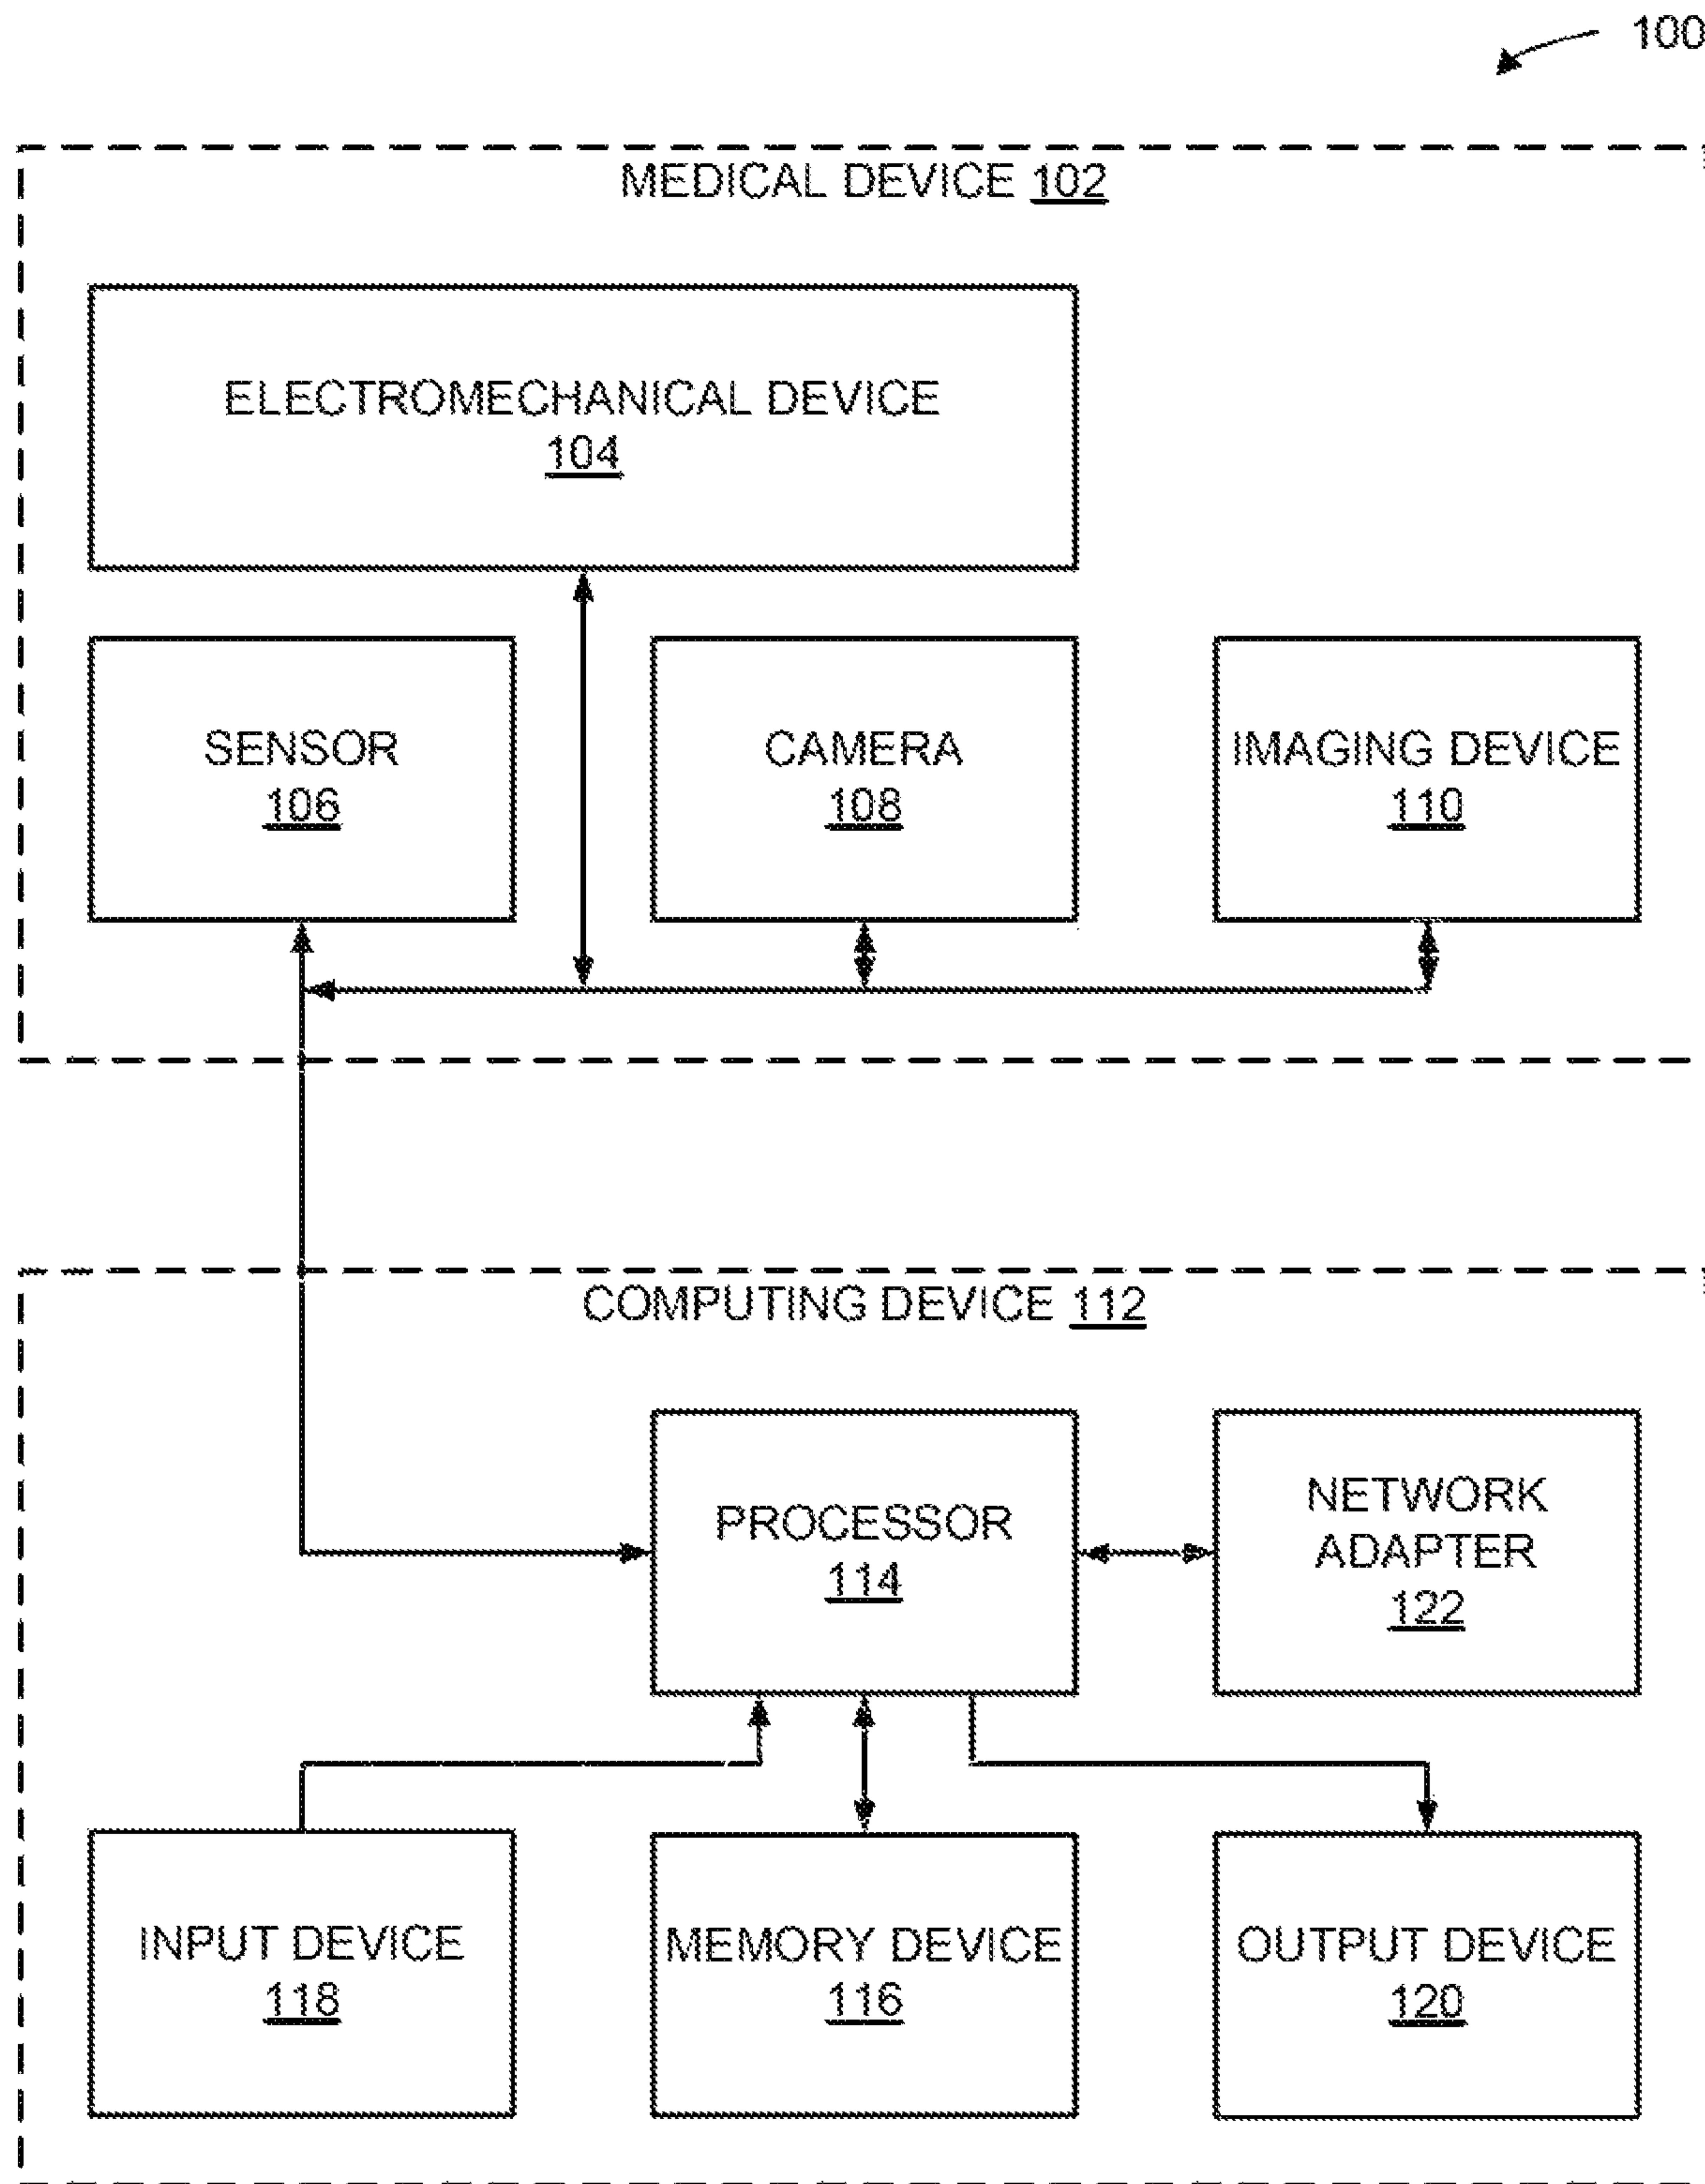 100
MEDICAL DEVICE 102
ELECTROMECHANICAL DEVICE
104
SENSOR
106
CAMERA
108
IMAGING DEVICE
110
COMPUTING DEVICE 112
PROCESSOR
114
NETWORK
ADAPTER
122
INPUT DEVICE
118
MEMORY DEVICE
116
OUTPUT DEVICE
120